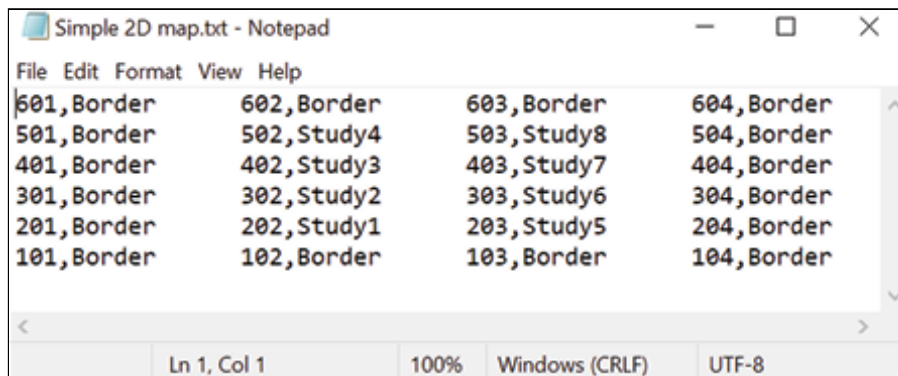 Simple 2D map.txt - Notepad
File Edit Format View Help
601,Border 602,Border 603,Border 604,Border
501,Border 502,Study4 503,Study8 504,Border
401,Border 402,Study3 403,Study7 404,Border
301,Border 302,Study2 303,Study6 304,Border
201,Border 202,Study1 203,Study5 204,Border
101,Border 102,Border 103,Border 104,Border
Ln 1, Col 1 100% Windows (CRLF) UTF-8